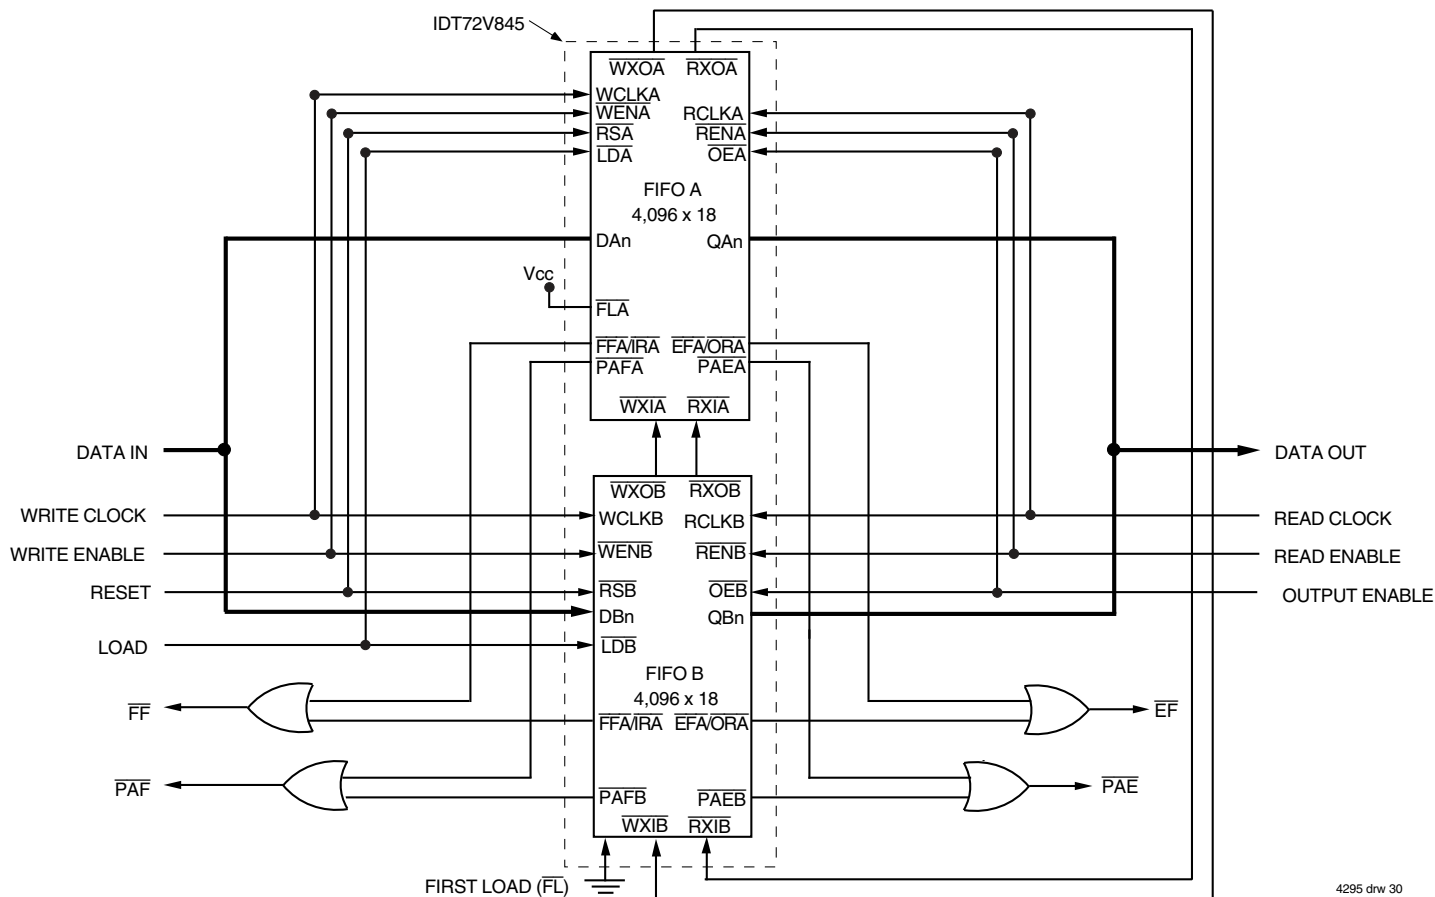 IDT72V845
WXOA RXOA
WCLKA
WENA
RCLKA
RSA
RENA
LDA
OEA
FIFO A
4,096 x 18
DAn
QAn
Vcc
FLA
FFA/IRA EFA/ORA
PAFA
PAEA
WXIA RXIA
DATA IN
DATA OUT
WXOB RXOB
WRITE CLOCK
WCLKB
RCLKB
READ CLOCK
WRITE ENABLE
WENB
RENB
READ ENABLE
RESET
RSB
OEB
OUTPUT ENABLE
DBn
QBn
LOAD
LDB
FIFO B
4,096 x 18
FF
FFA/IRA EFA/ORA
EF
PAF
PAFB
PAEB
PAE
WXIB RXIB
FIRST LOAD (FL)
4295 drw 30